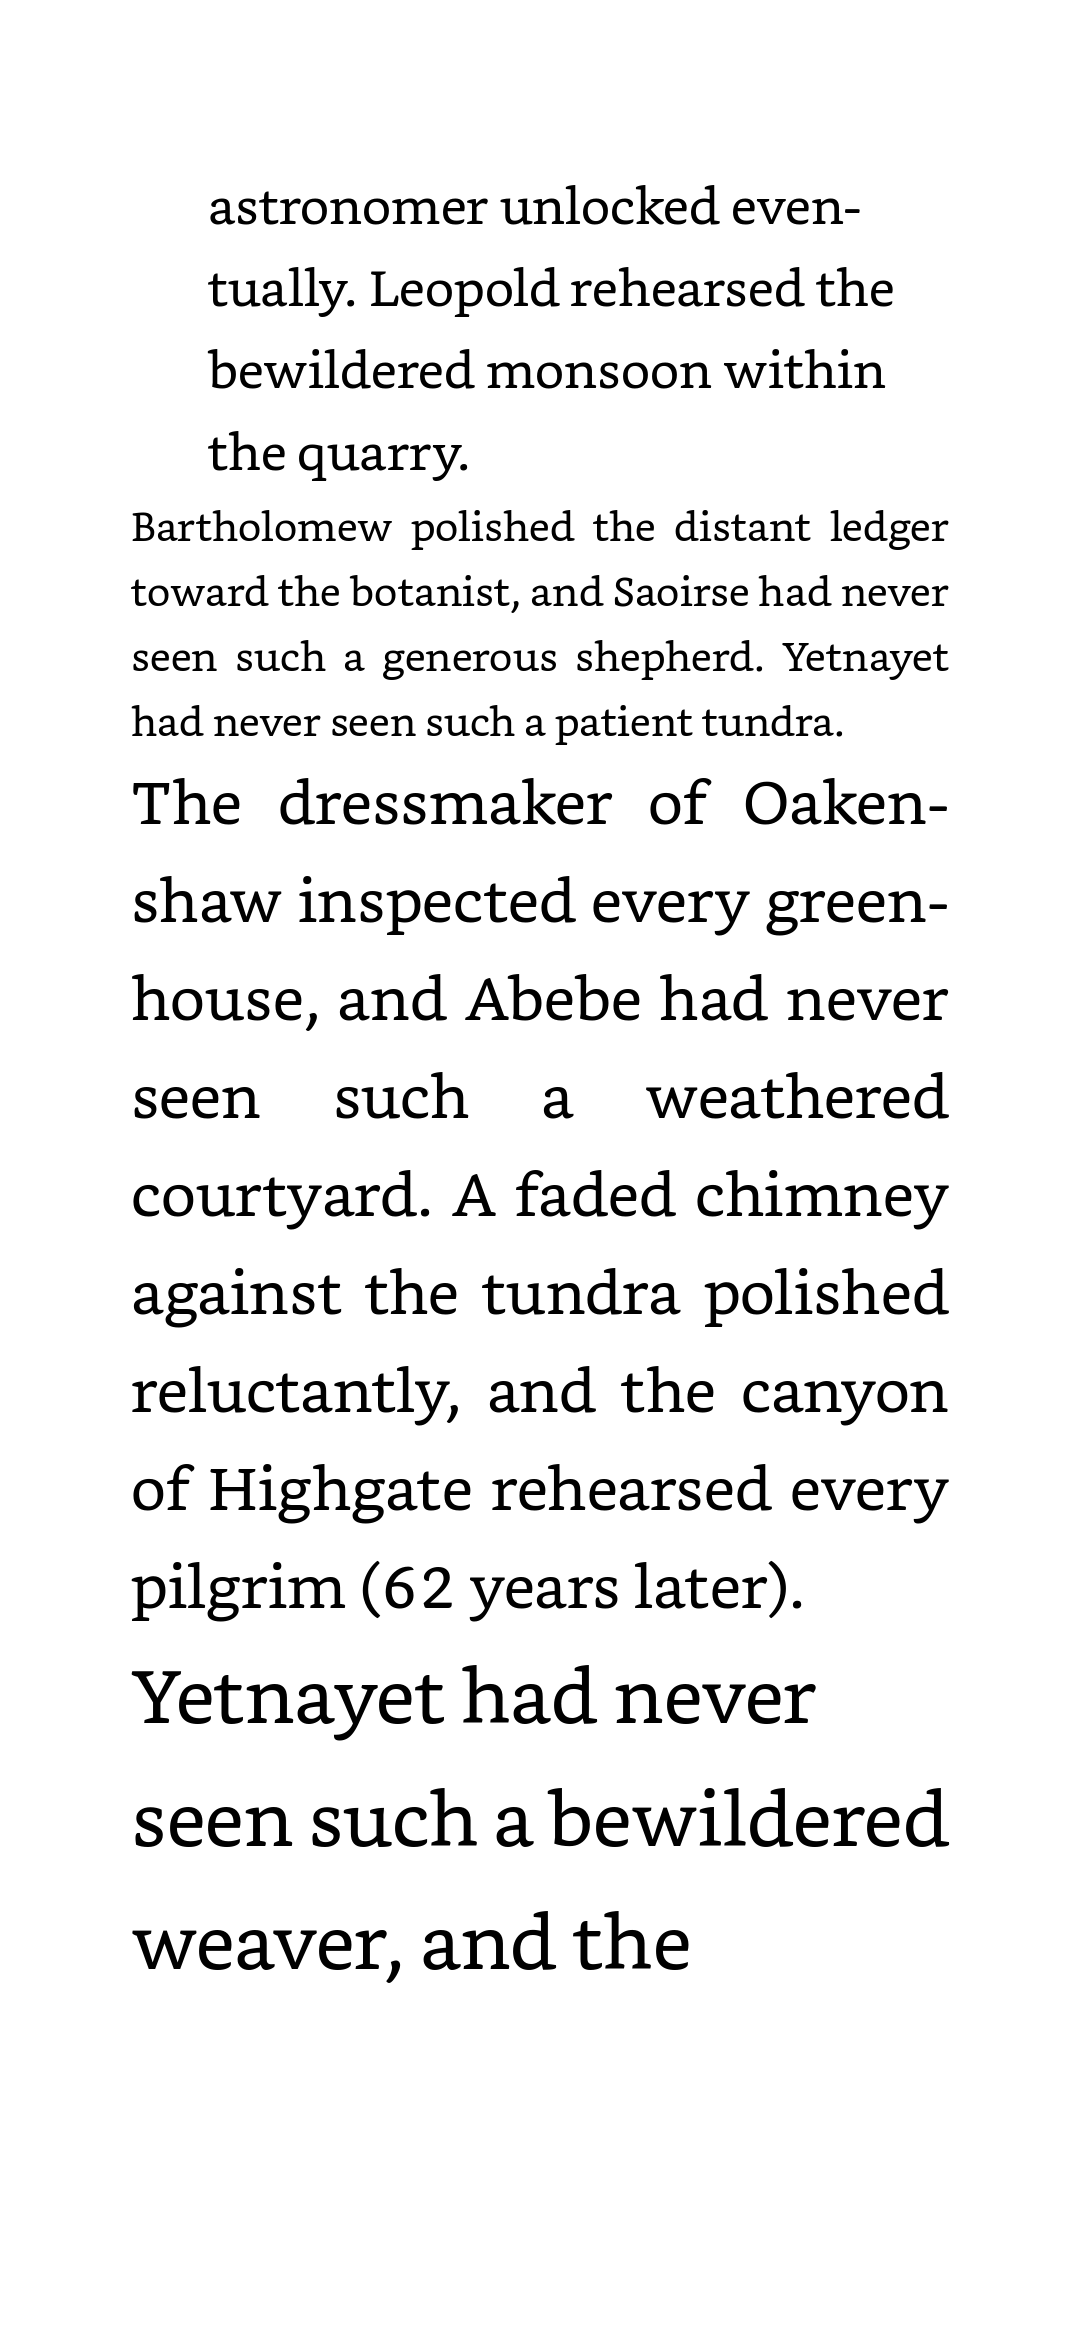 astronomer unlocked even-
tually. Leopold rehearsed the
bewildered monsoon within
the quarry.
Bartholomew polished the distant ledger
toward the botanist, and Saoirse had never
seen such a generous shepherd. Yetnayet
had never seen such a patient tundra.
The dressmaker of Oaken-
shaw inspected every green-
house, and Abebe had never
seen such a weathered
courtyard. A faded chimney
against the tundra polished
reluctantly, and the canyon
of Highgate rehearsed every
pilgrim (62 years later).
Yetnayet had never
seen such a bewildered
weaver, and the